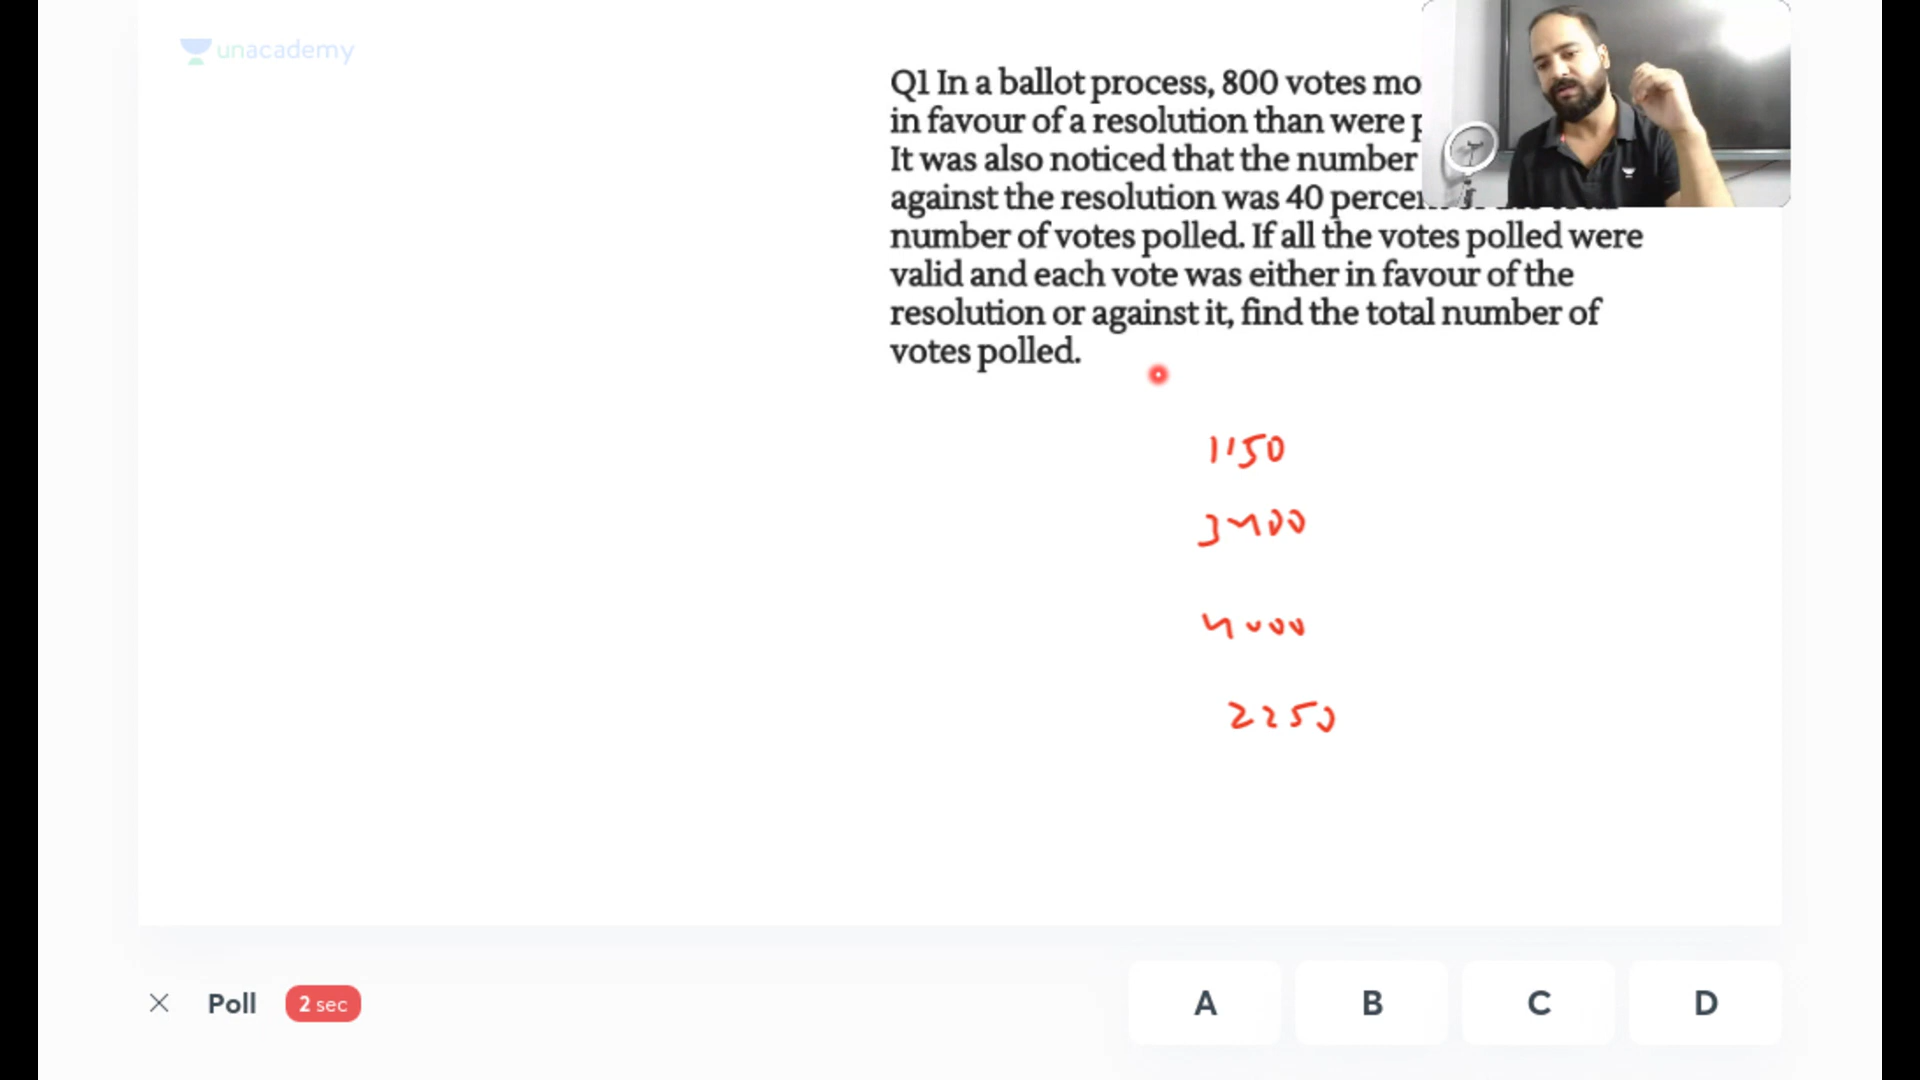 unacademy
Q1 In a ballot process, 800 votes
in favour of a resolution than were
It was also noticed that the number
against the resolution was 40
number of votes polled. If all the votes polled were
valid and each vote was either in favour of the
resolution or against it, find the total number of
votes polled.
1150
3400
4000
2250
Poll
2 sec
A
B
C
D